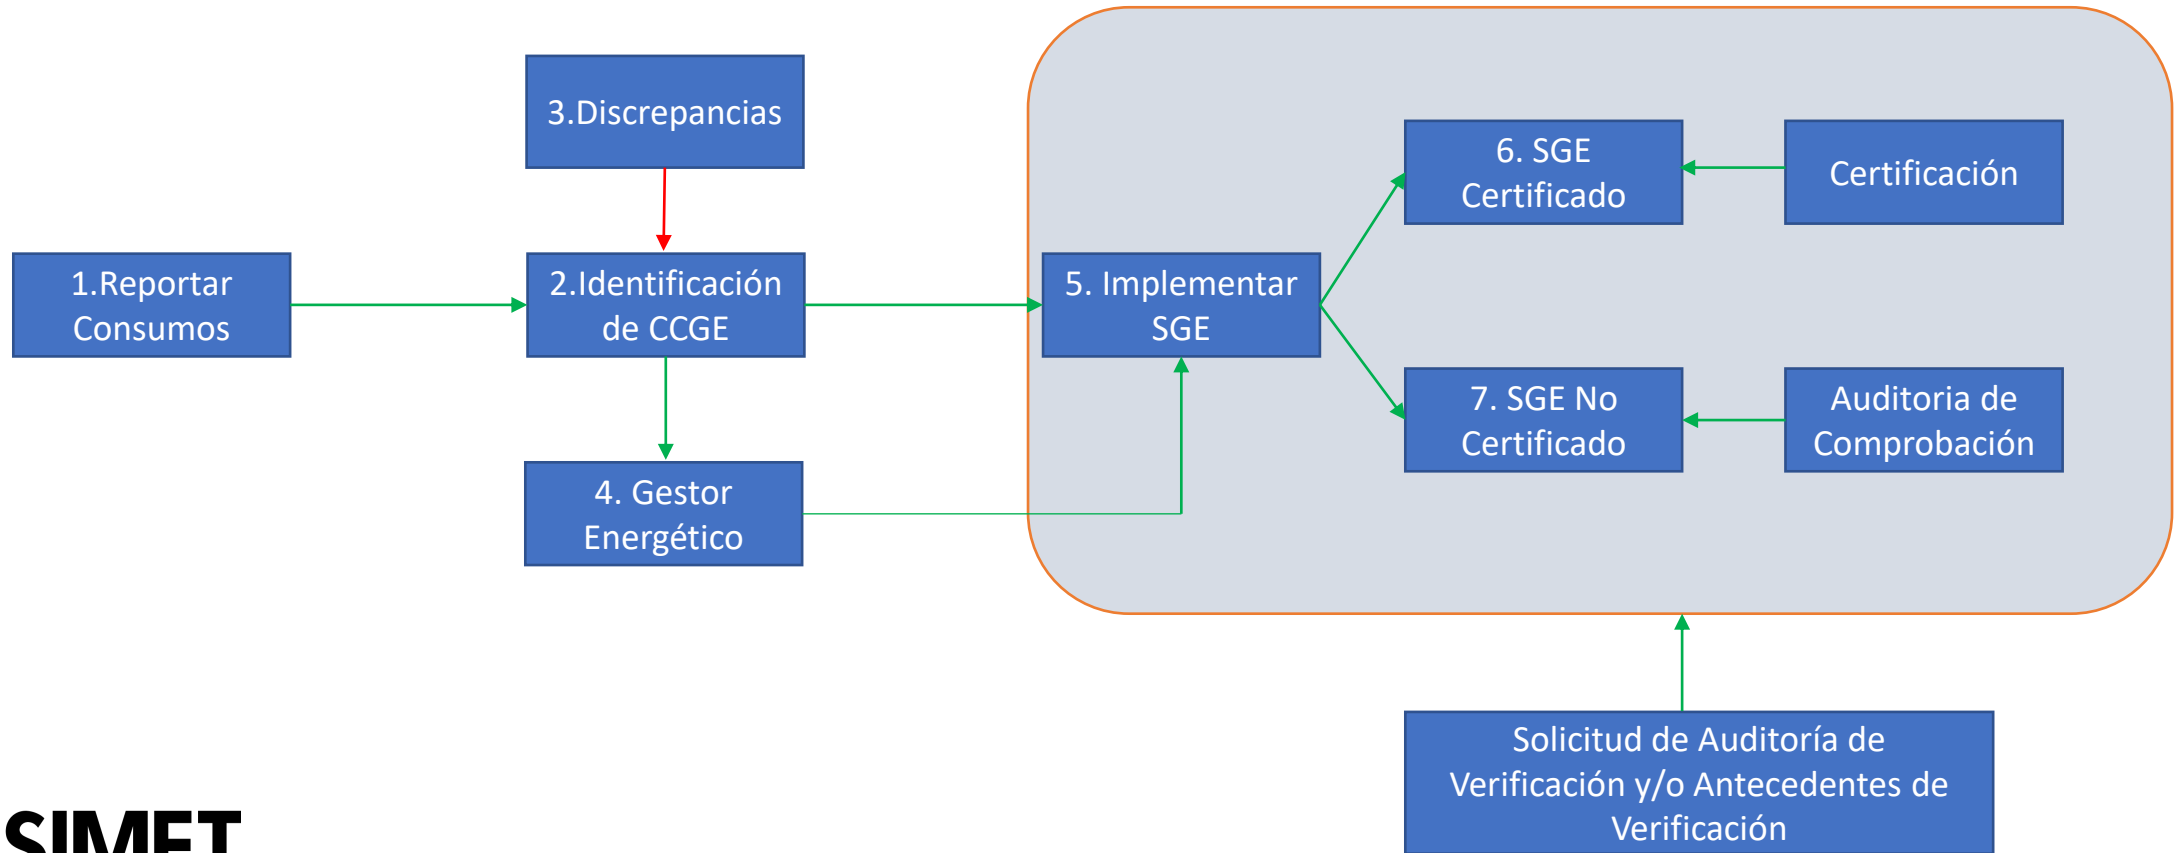 3.Discrepancias
6. SGE
Certificado
Certificación
1.Reportar
Consumos
2.Identificación
de CCGE
5. Implementar
SGE
7. SGE No
Certificado
Auditoria de
Comprobación
4. Gestor
Energético
Solicitud de Auditoría de
Verificación y/o Antecedentes de
Verificación
SIMET